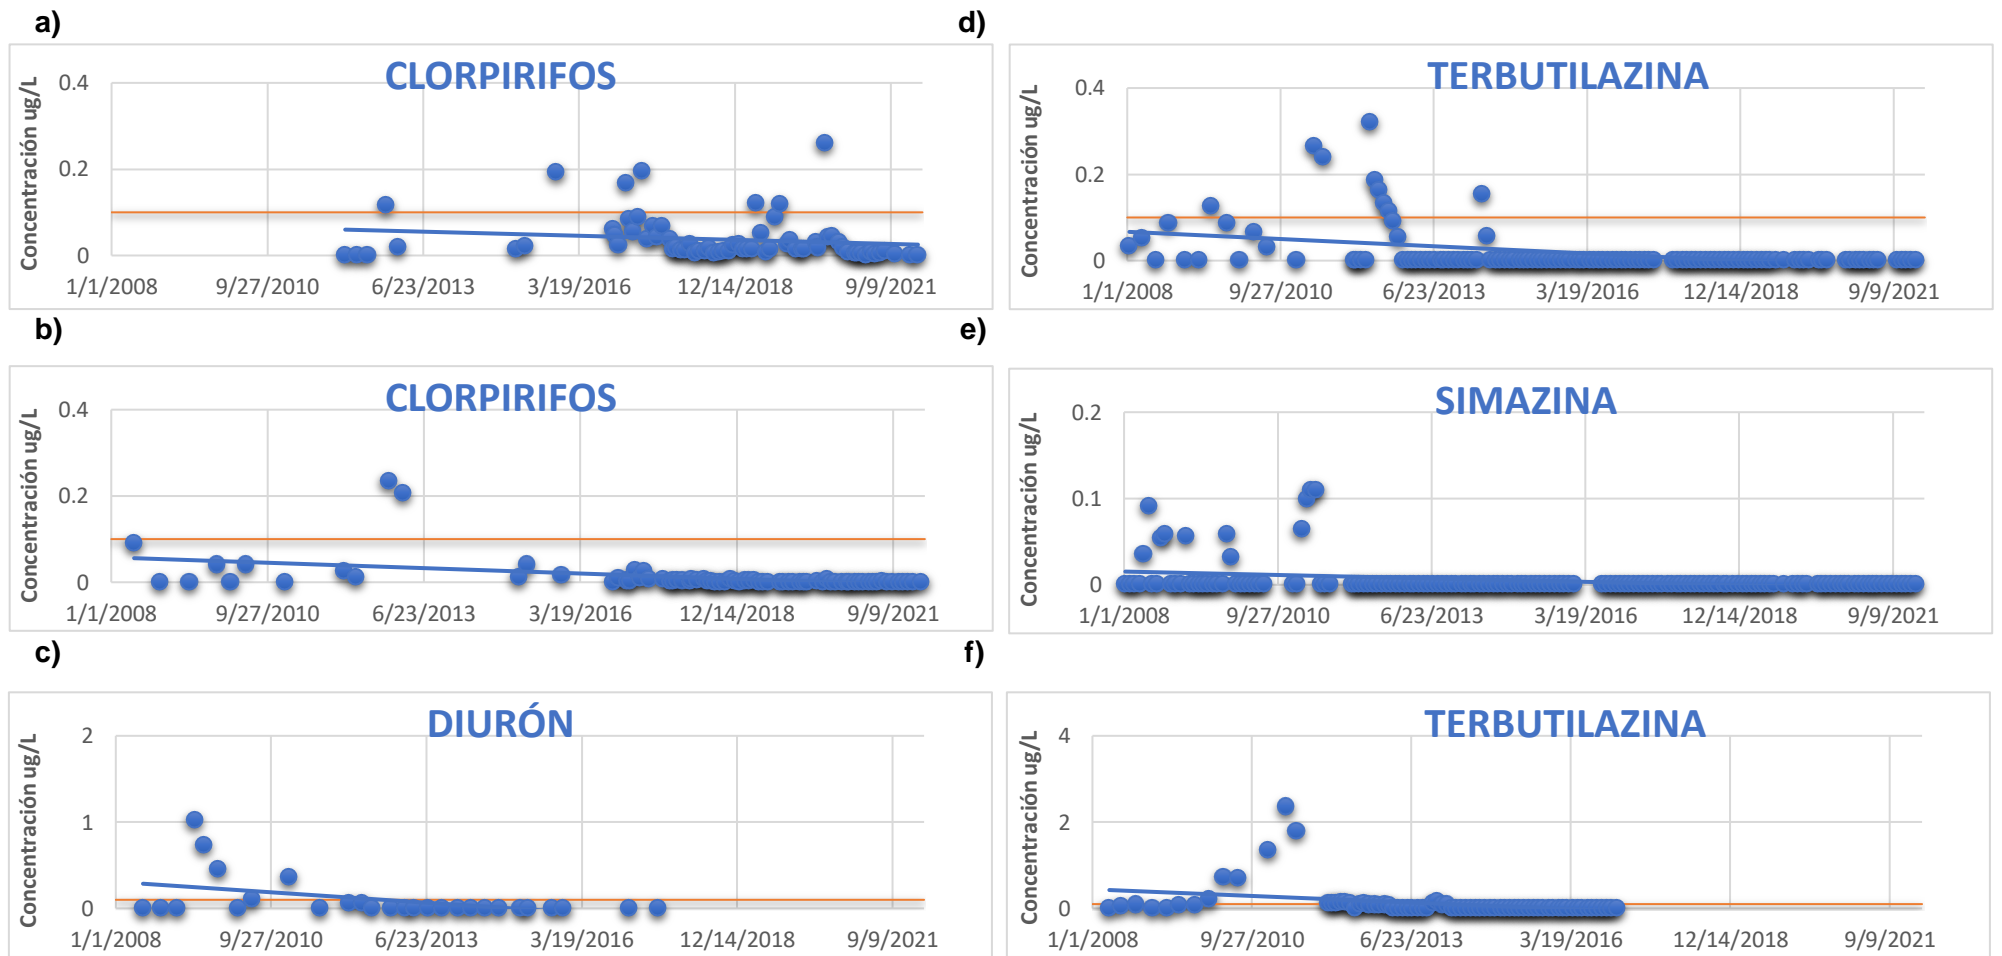 a)
CLORPIRIFOS
Concentración ug/L
0.4
0.2
0
1/1/2008 9/27/2010 6/23/2013 3/19/2016 12/14/2018 9/9/2021
d)
TERBUTILAZINA
Concentración ug/L
0.4
0.2
0
1/1/2008 9/27/2010 6/23/2013 3/19/2016 12/14/2018 9/9/2021
b)
CLORPIRIFOS
Concentración ug/L
0.4
0.2
0
1/1/2008 9/27/2010 6/23/2013 3/19/2016 12/14/2018 9/9/2021
e)
SIMAZINA
Concentración ug/L
0.2
0.1
0
1/1/2008 9/27/2010 6/23/2013 3/19/2016 12/14/2018 9/9/2021
c)
DIURÓN
Concentración ug/L
2
1
0
1/1/2008 9/27/2010 6/23/2013 3/19/2016 12/14/2018 9/9/2021
f)
TERBUTILAZINA
Concentración ug/L
4
2
0
1/1/2008 9/27/2010 6/23/2013 3/19/2016 12/14/2018 9/9/2021